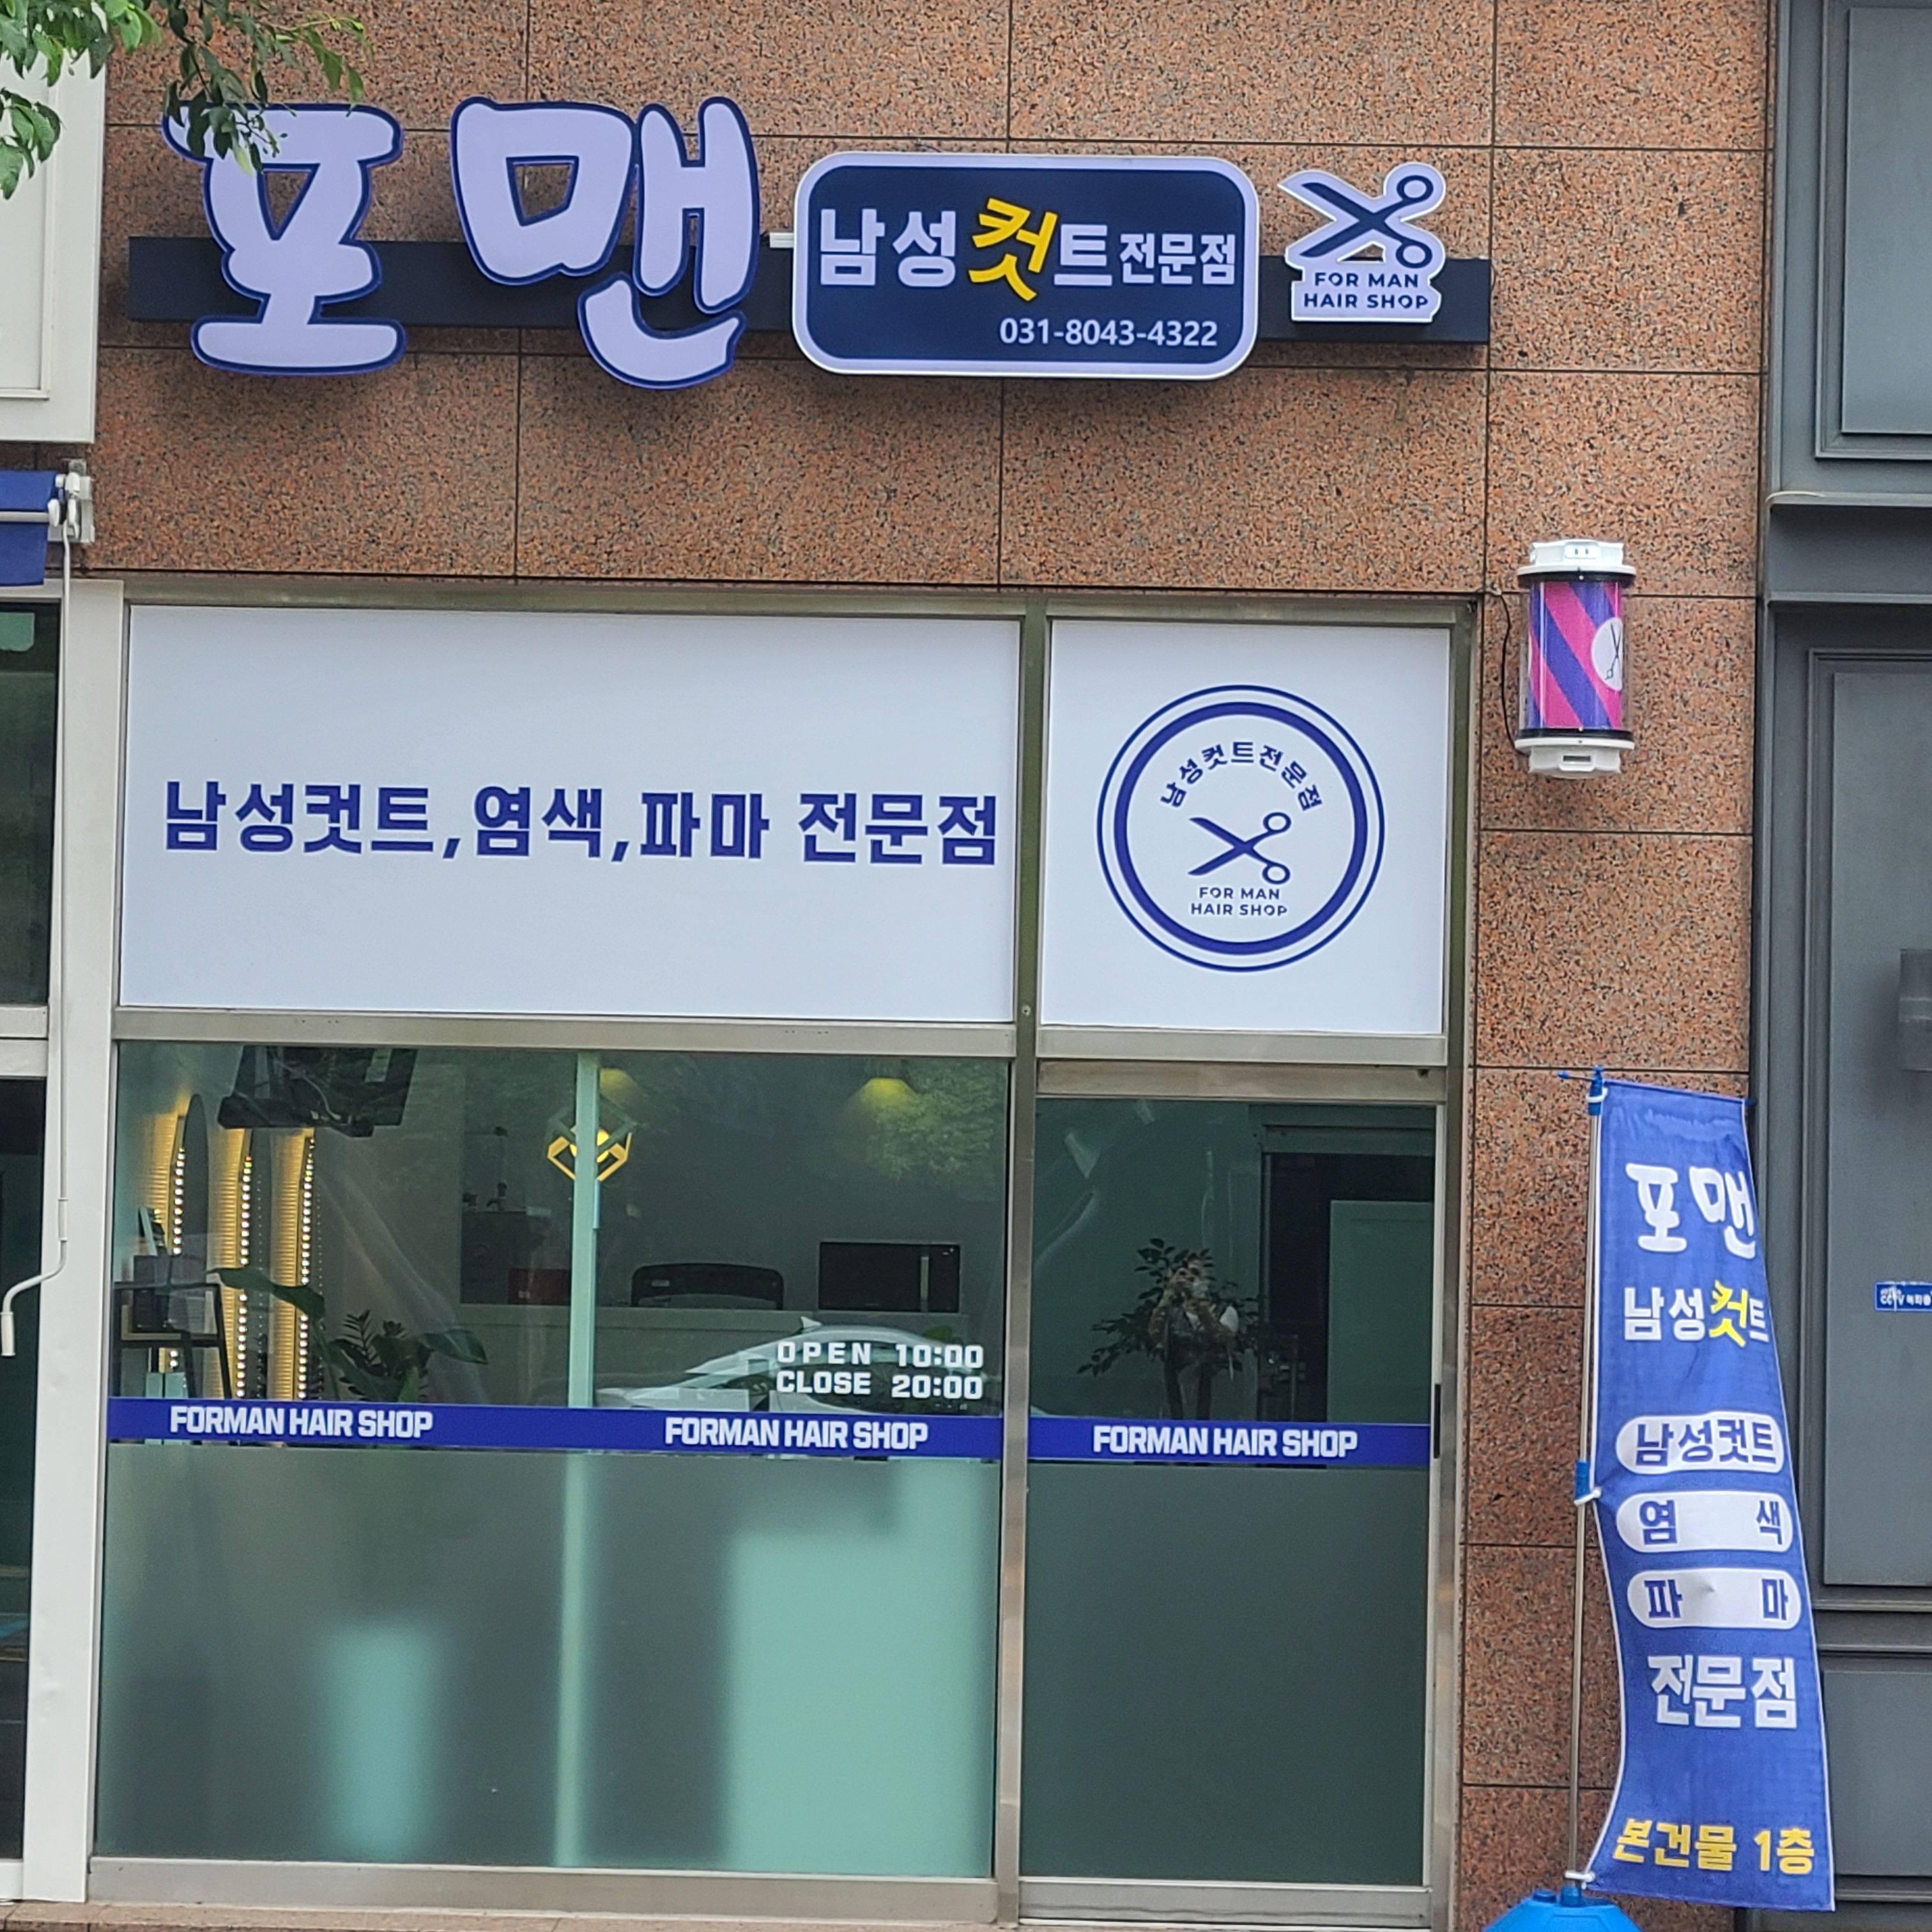 포맨
남성컷트전문점
031-8043-4322
FOR MAN
HAIR SHOP
남성컷트,염색,파마 전문점
남성컷트전문점
FOR MAN
HAIR SHOP
OPEN 10:00
CLOSE 20:00
FORMAN HAIR SHOP
FORMAN HAIR SHOP
FORMAN HAIR SHOP
포맨
남성컷트
남성컷트
염 색
파 마
전문점
본건물 1층
CCTV